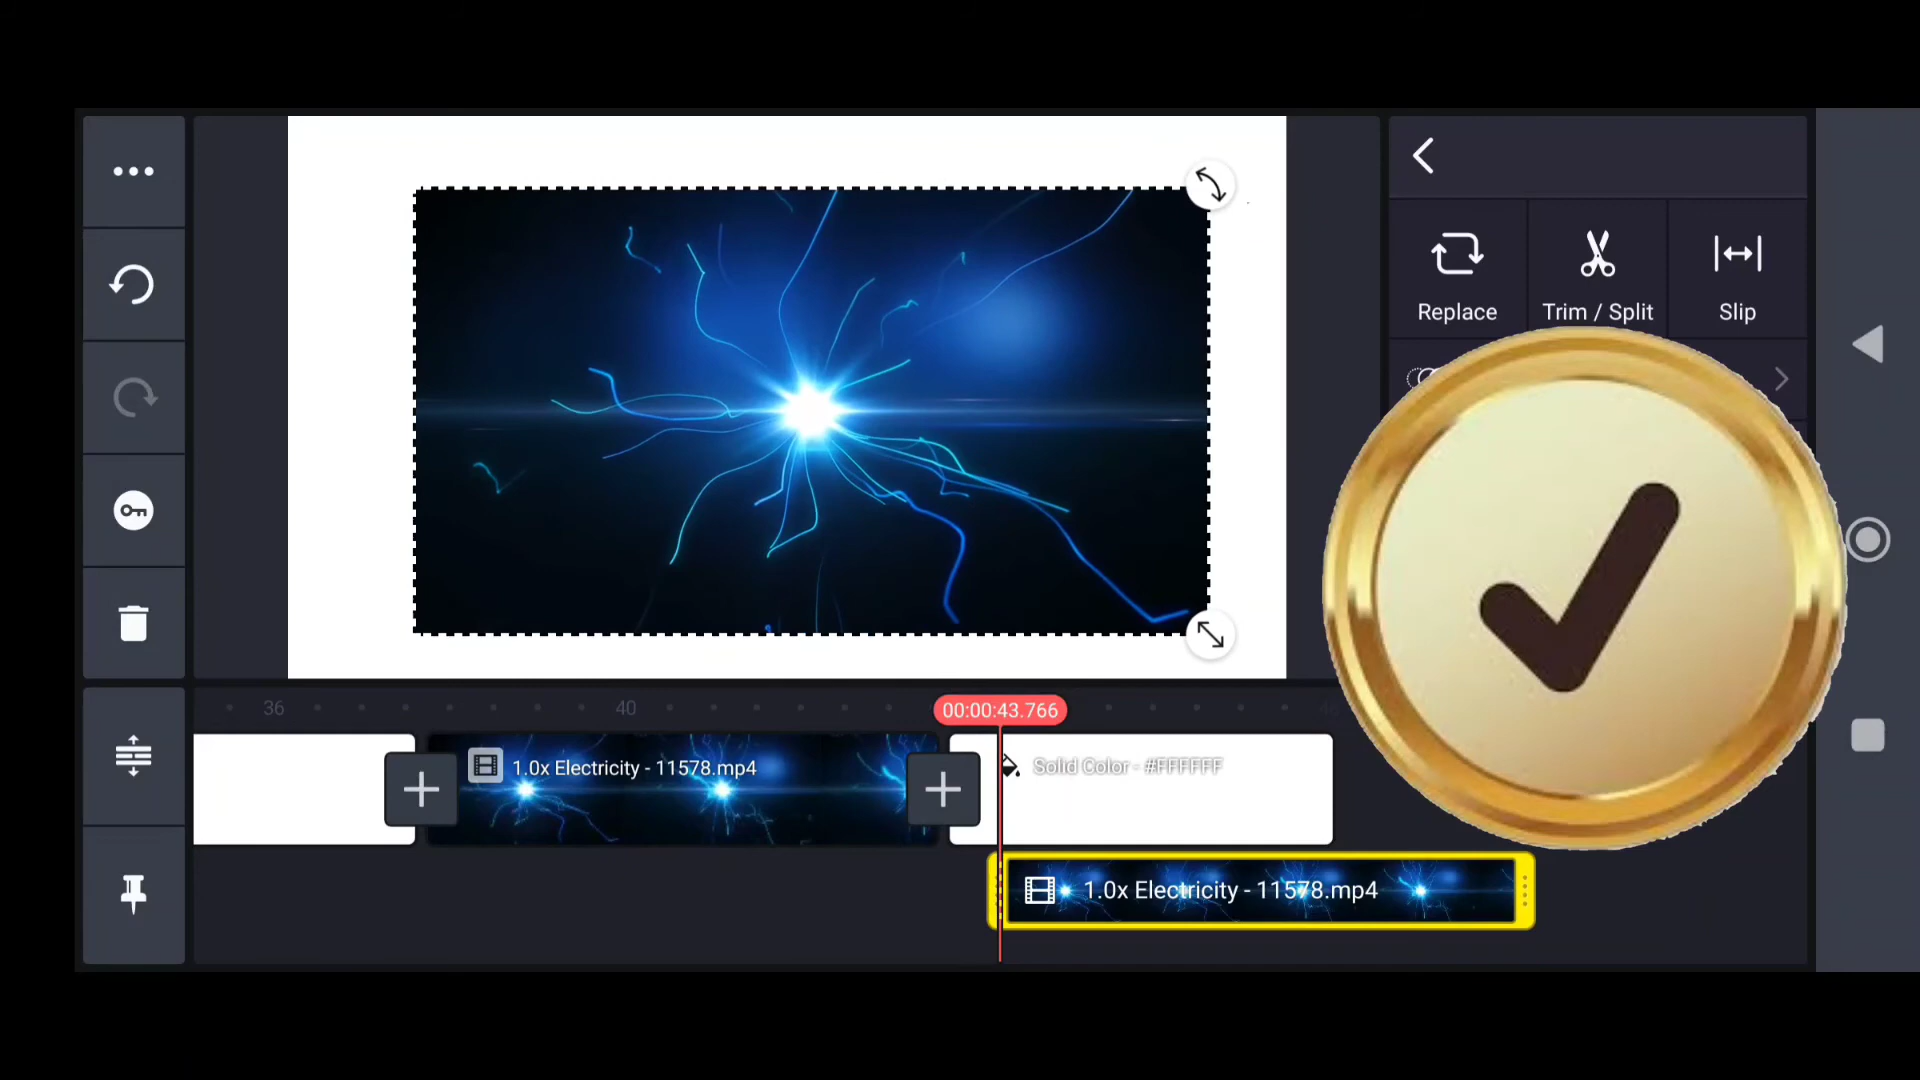 Replace
Trim / Split
Slip
36
40
00:00:43.766
1.0x Electricity - 11578.mp4
Solid Color - #FFFFFF
1.0x Electricity - 11578.mp4